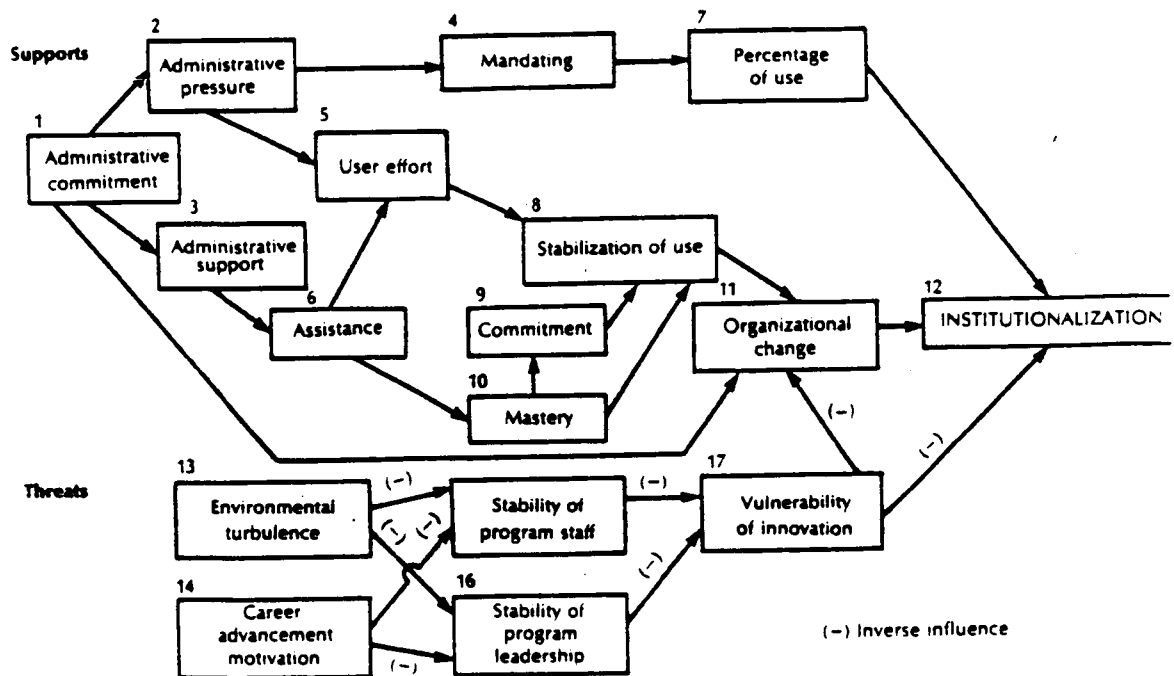 Supports
2
Administrative
pressure
4
Mandating
7
Percentage
of use
1
Administrative
commitment
5
User effort
3
Administrative
support
8
Stabilization of use
6
Assistance
9
Commitment
10
Mastery
11
Organizational
change
12
INSTITUTIONALIZATION
Threats
13
Environmental
turbulence
(-)
(-)
(-)
Stability of
program staff
(-)
17
Vulnerability
of innovation
(-)
(-)
14
Career
advancement
motivation
(-)
16
Stability of
program
leadership
(-)
(-) Inverse influence